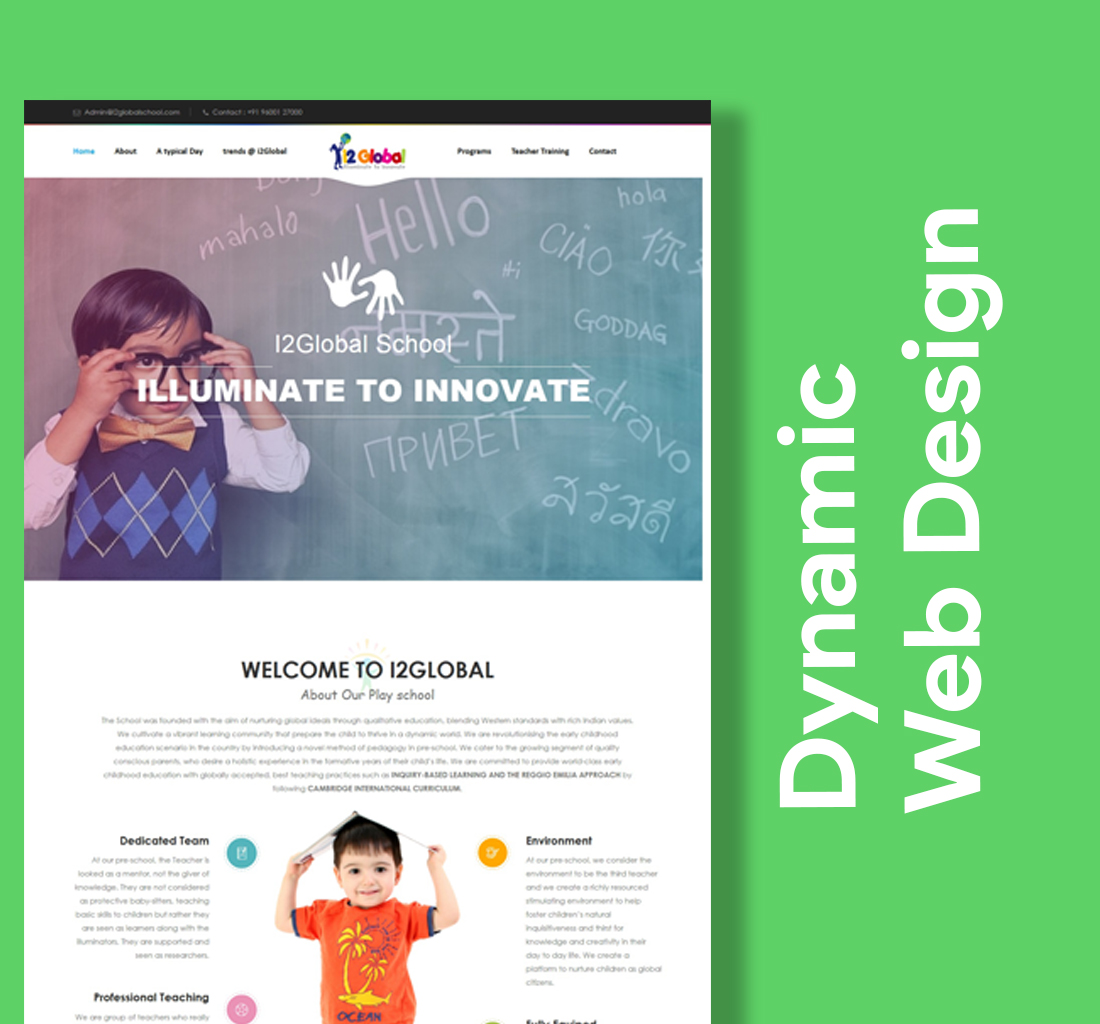 Admin@i2globalschool.com
Contact : +91 96001 27000
Home
About
A typical Day
trends @ i2Global
I2 Global
Illuminate to Innovate
Programs
Teacher Training
Contact
mahalo
Hello
hola
CIÃO
你
Hi
नमस्ते
GODDAG
I2Global School
ILLUMINATE TO INNOVATE
Zdravo
ПРИВЕТ
สวัสดี
WELCOME TO I2GLOBAL
About Our Play school
The School was founded with the aim of nurturing global ideals through qualitative education, blending Western standards with rich Indian values.
We cultivate a vibrant learning community that prepare the child to thrive in a dynamic world. We are revolutionising the early childhood
education scenario in the country by introducing a novel method of pedagogy in pre-school. We cater to the growing segment of quality
conscious parents, who desire a holistic experience in the formative years of their child's life. We are committed to provide world-class early
childhood education with globally accepted, best teaching practices such as INQUIRY-BASED LEARNING AND THE REGGIO EMILIA APPROACH by
following CAMBRIDGE INTERNATIONAL CURRICULUM.
Dedicated Team
At our pre-school, the Teacher is
looked as a mentor, not the giver of
knowledge. They are not considered
as protective baby-sitters, teaching
basic skills to children but rather they
are seen as learners along with the
illuminators. They are supported and
seen as researchers.
Professional Teaching
We are group of teachers who really
OCEAN
Environment
At our pre-school, we consider the
environment to be the third teacher
and we create a richly resourced
stimulating environment to help
foster children's natural
inquisitiveness and thirst for
knowledge and creativity in their
day to day life. We create a
platform to nurture children as global
citizens.
Dynamic
Web Design